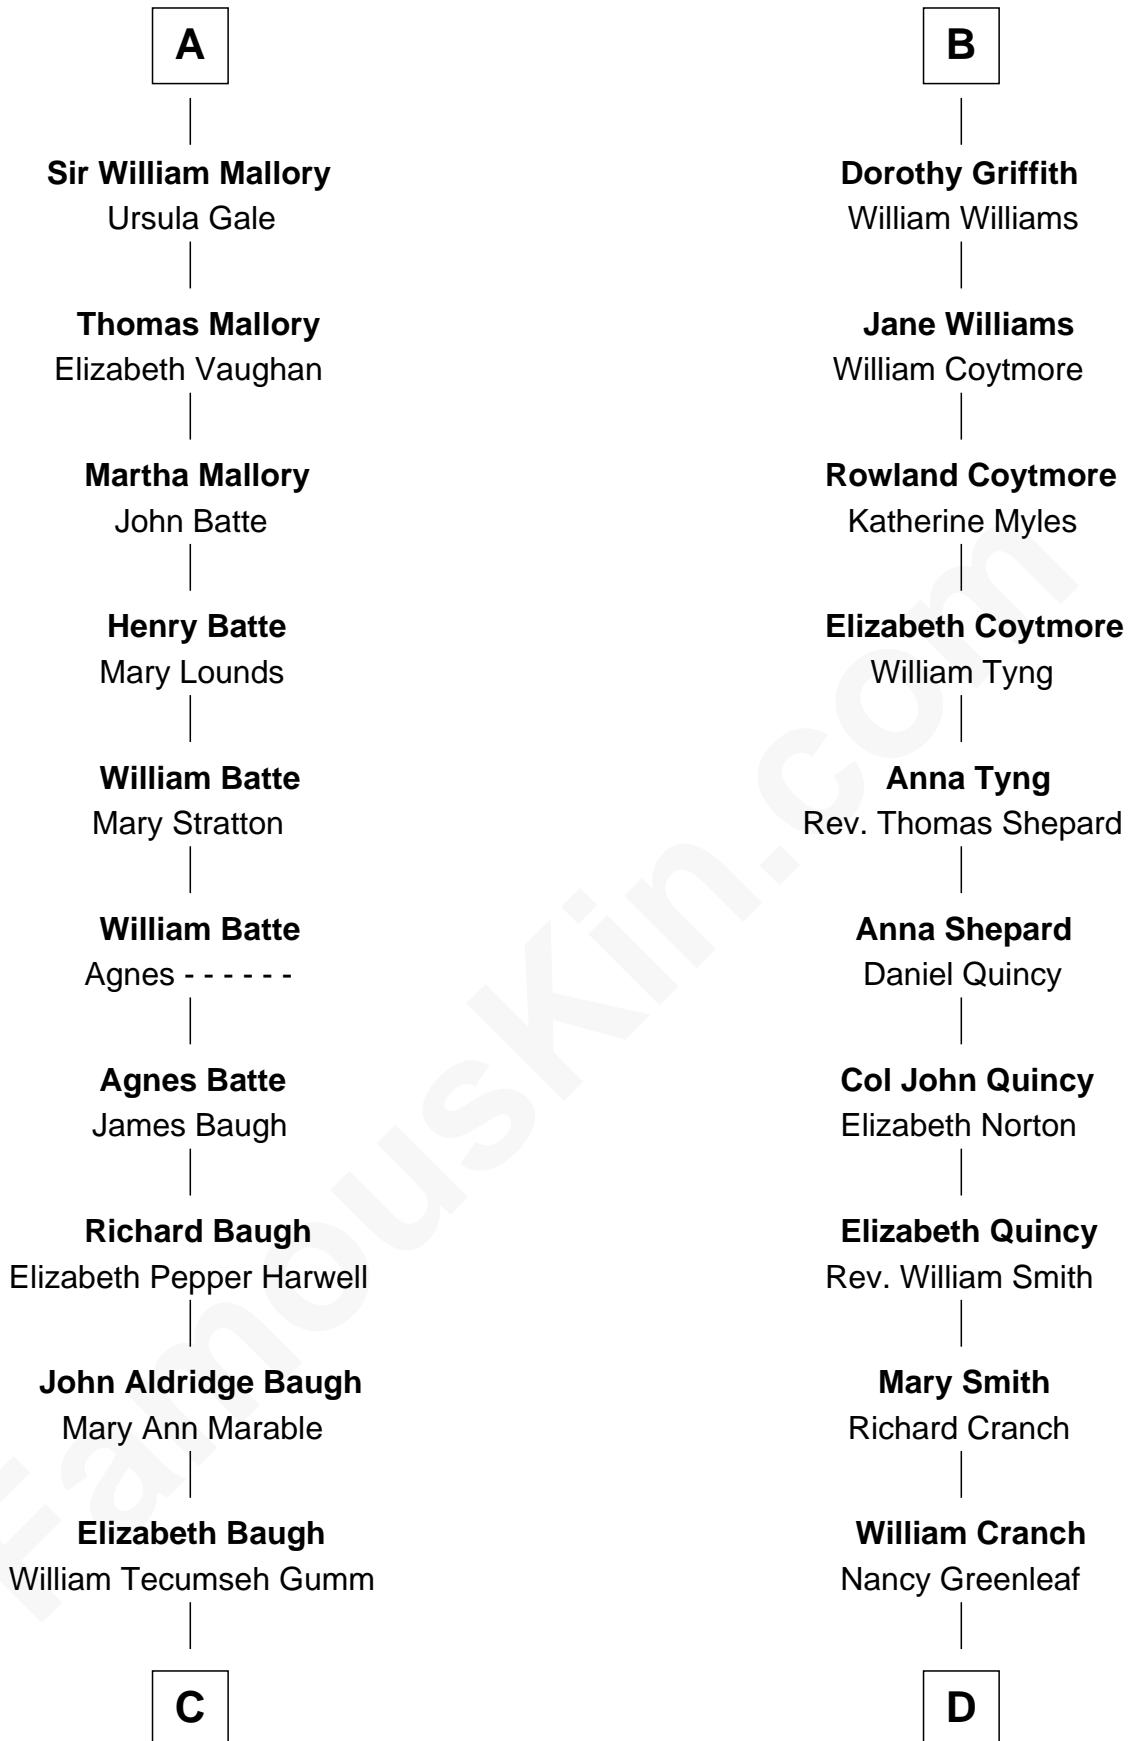 A
Sir William Mallory
Ursula Gale
Thomas Mallory
Elizabeth Vaughan
Martha Mallory
John Batte
Henry Batte
Mary Lounds
William Batte
Mary Stratton
William Batte
Agnes - - - - - -
Agnes Batte
James Baugh
Richard Baugh
Elizabeth Pepper Harwell
John Aldridge Baugh
Mary Ann Marable
Elizabeth Baugh
William Tecumseh Gumm
C
B
Dorothy Griffith
William Williams
Jane Williams
William Coytmore
Rowland Coytmore
Katherine Myles
Elizabeth Coytmore
William Tyng
Anna Tyng
Rev. Thomas Shepard
Anna Shepard
Daniel Quincy
Col John Quincy
Elizabeth Norton
Elizabeth Quincy
Rev. William Smith
Mary Smith
Richard Cranch
William Cranch
Nancy Greenleaf
D
FamousKin.com